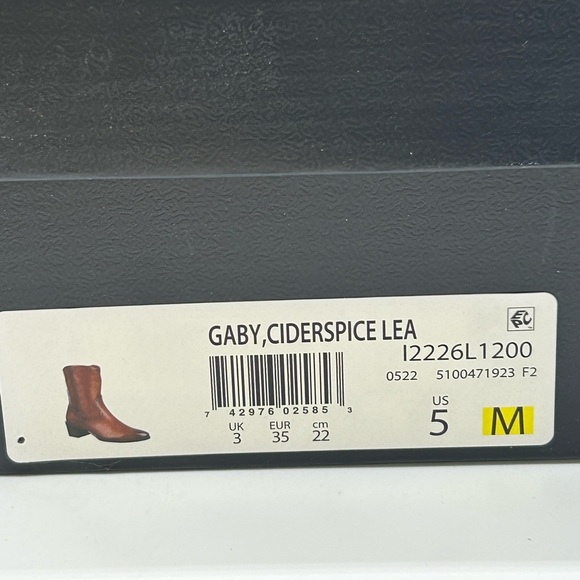 GABY,CIDERSPICE LEA
I2226L1200
0522 5100471923 F2
7 42976 02585 3
UK EUR cm
3 35 22
US
5 M